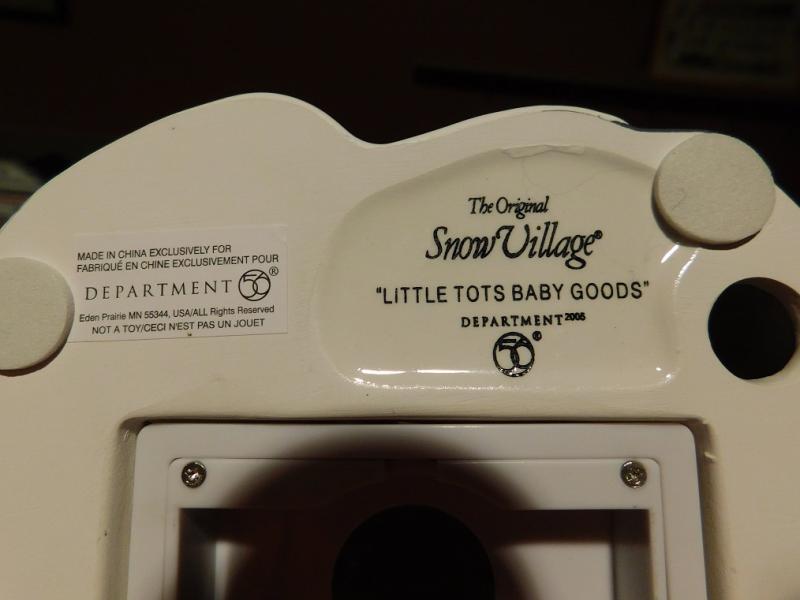 MADE IN CHINA EXCLUSIVELY FOR
FABRIQUÉ EN CHINE EXCLUSIVEMENT POUR
DEPARTMENT 56®
Eden Prairie MN 55344, USA/ALL Rights Reserved
NOT A TOY/CECI N'EST PAS UN JOUET
The Original
Snow Village®
"LiTTLE TOTS BABY GOODS"
DEPARTMENT 2005
56®